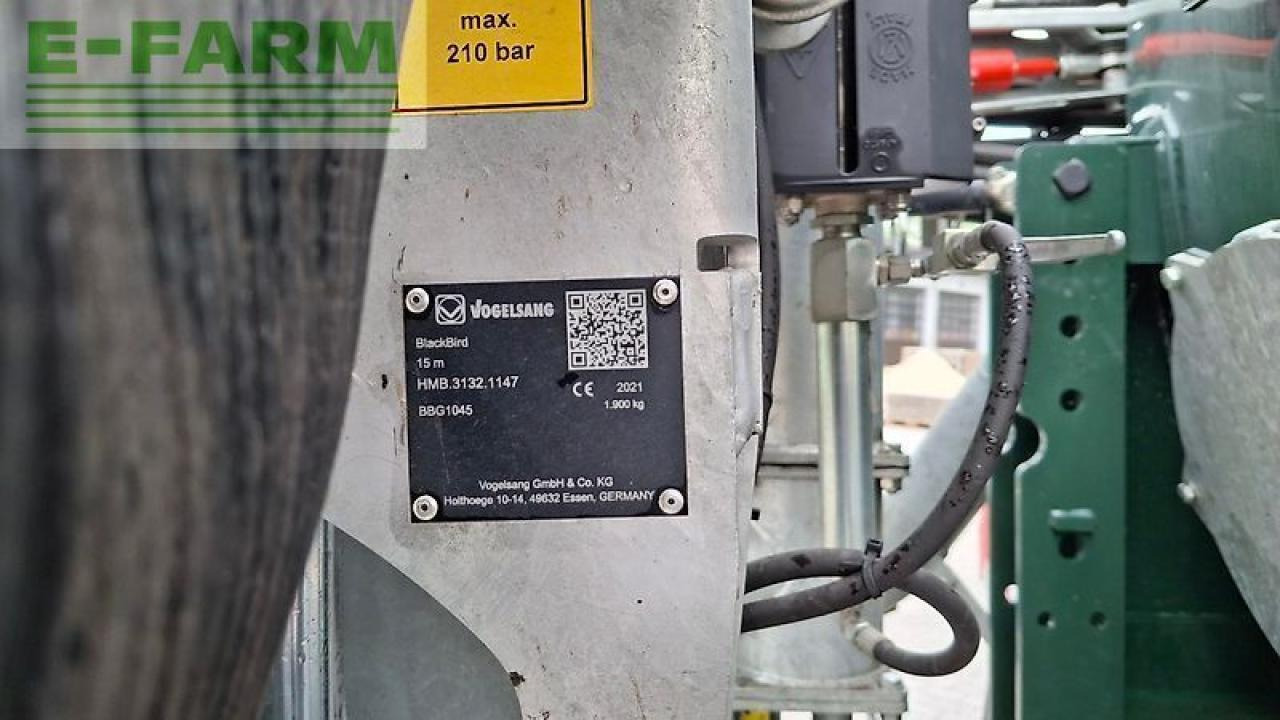 E-FARM
max.
210 bar
VOGELSANG
BlackBird
15 m
HMB.3132.1147
BBG1045
CE 2021
1.900 kg
Vogelsang GmbH & Co. KG
Holthoege 10-14, 49632 Essen, GERMANY